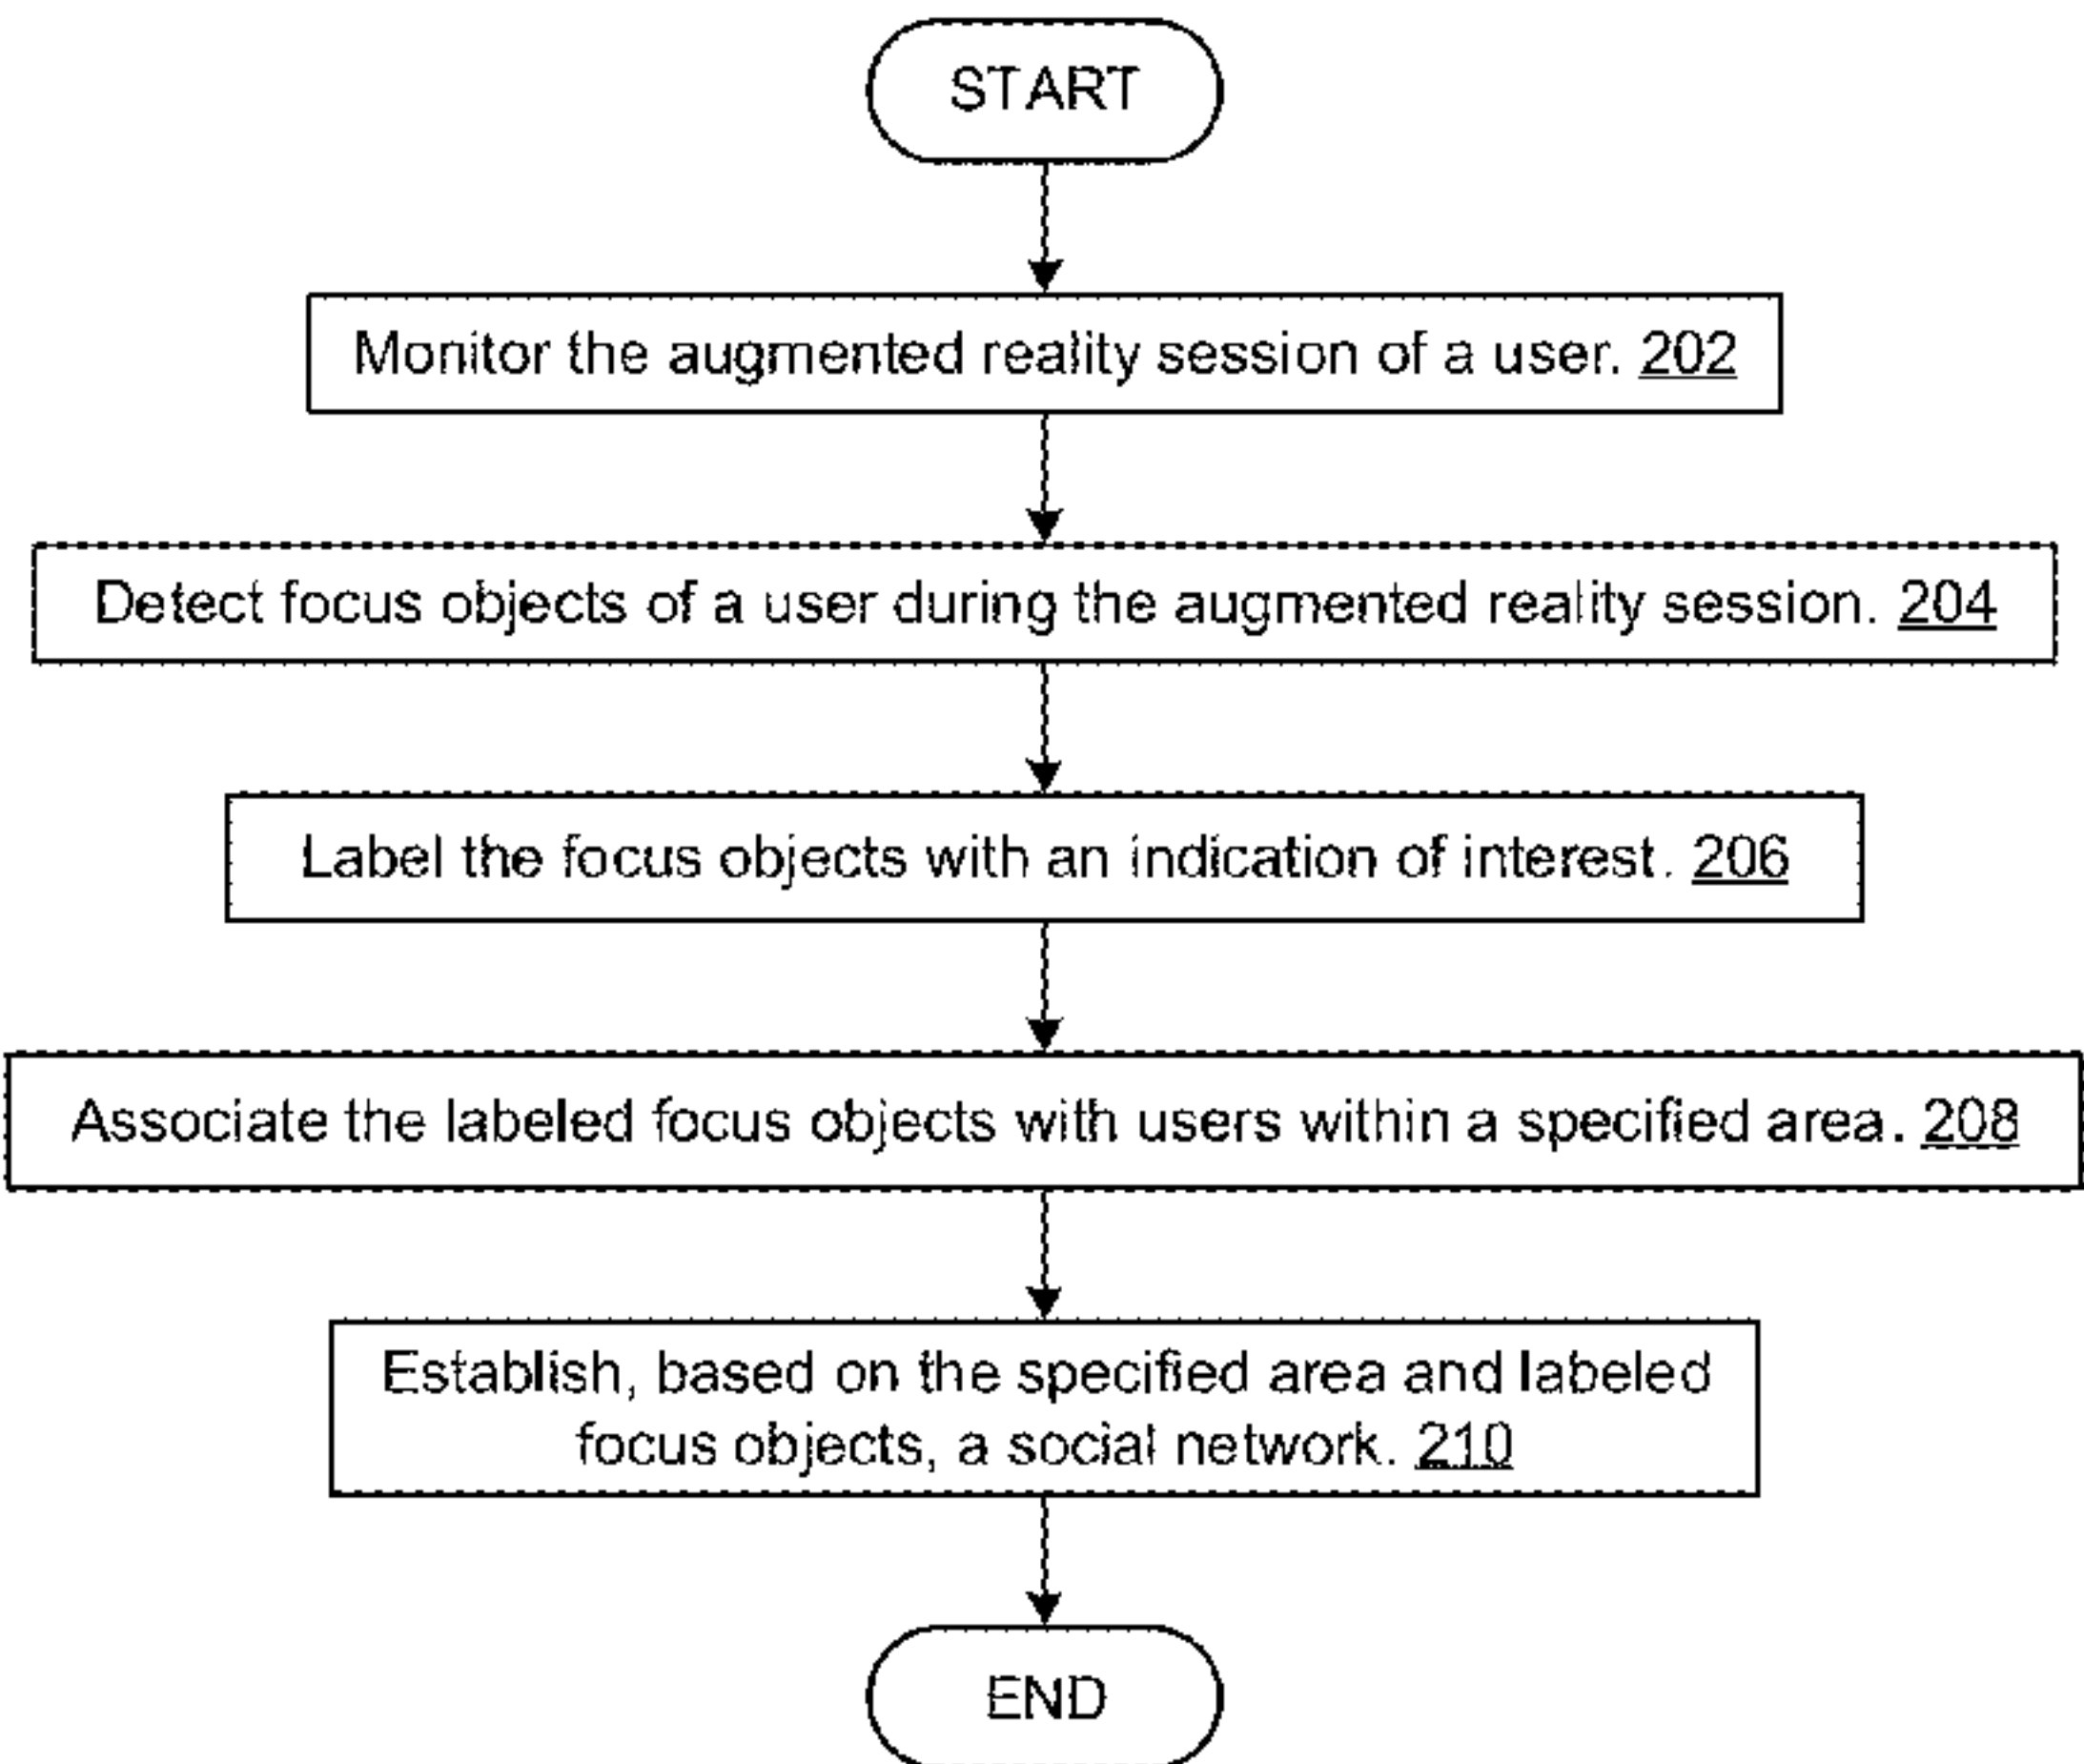 START
Monitor the augmented reality session of a user. 202
Detect focus objects of a user during the augmented reality session. 204
Label the focus objects with an indication of interest. 206
Associate the labeled focus objects with users within a specified area. 208
Establish, based on the specified area and labeled
focus objects, a social network. 210
END